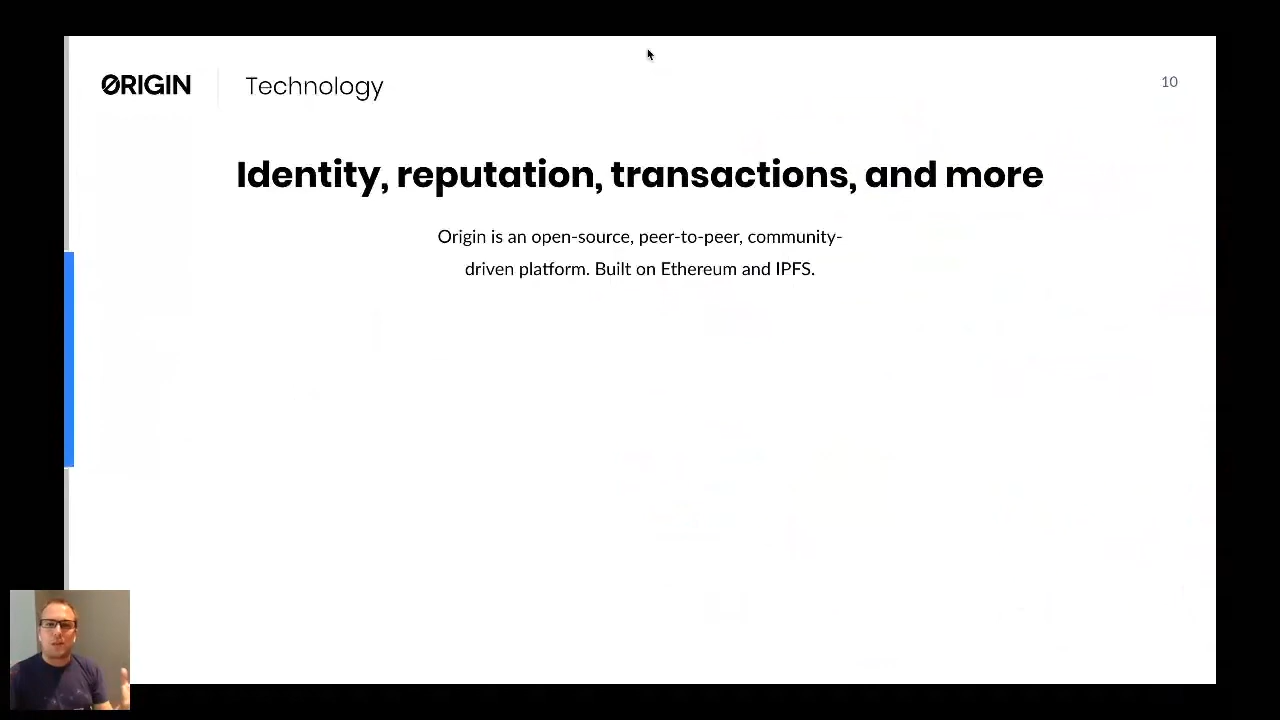 ORIGIN
Technology
10
Identity, reputation, transactions, and more
Origin is an open-source, peer-to-peer, community-
driven platform. Built on Ethereum and IPFS.